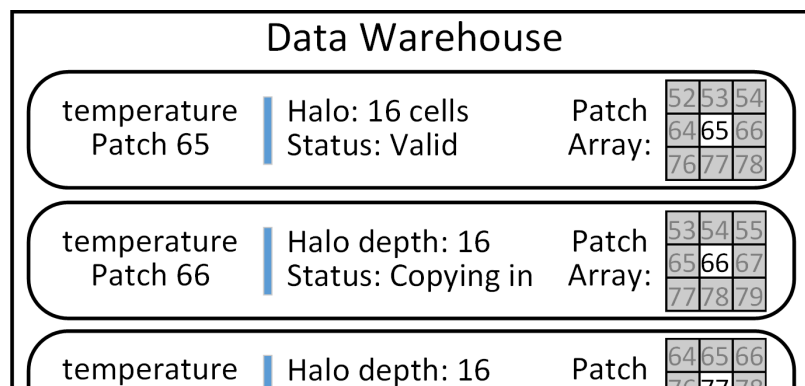 Data Warehouse
temperature
Patch 65
Halo: 16 cells
Status: Valid
Patch
Array:
52 53 54
64 65 66
76 77 78
temperature
Patch 66
Halo depth: 16
Status: Copying in
Patch
Array:
53 54 55
65 66 67
77 78 79
temperature
Halo depth: 16
Patch
64 65 66
76 77 78